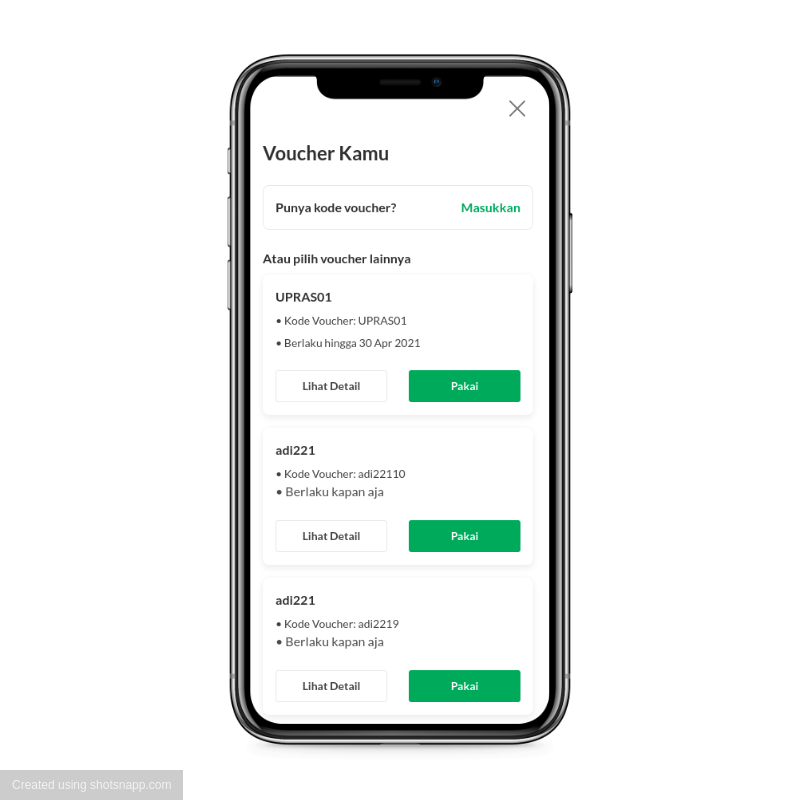 Voucher Kamu
Punya kode voucher? Masukkan
Atau pilih voucher lainnya
UPRAS01
• Kode Voucher: UPRAS01
• Berlaku hingga 30 Apr 2021
Lihat Detail Pakai
adi221
• Kode Voucher: adi22110
• Berlaku kapan aja
Lihat Detail Pakai
adi221
• Kode Voucher: adi2219
• Berlaku kapan aja
Lihat Detail Pakai
Created using shotsnapp.com